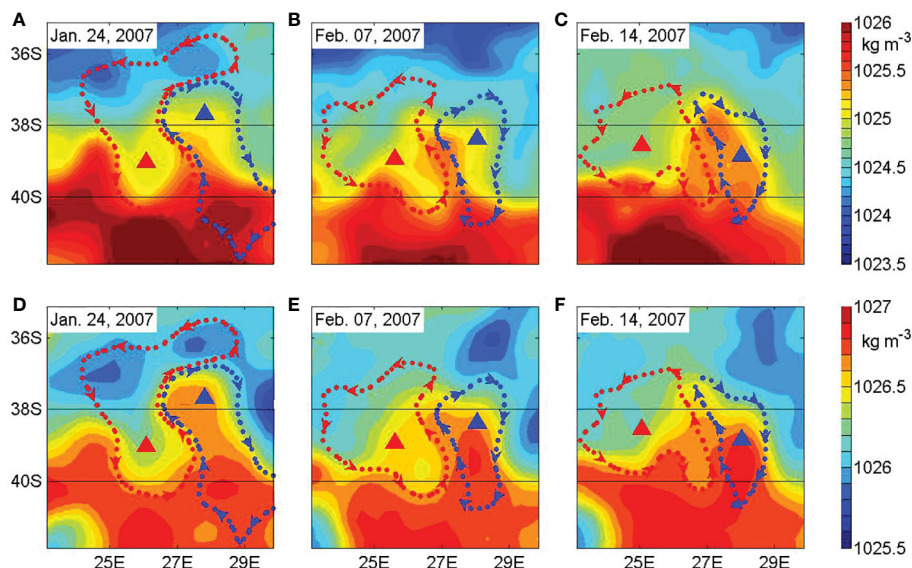 A
B
C
Jan. 24, 2007
Feb. 07, 2007
Feb. 14, 2007
36S
38S
40S
1026
kg m-3
1025.5
1025
1024.5
1024
1023.5
D
E
F
Jan. 24, 2007
Feb. 07, 2007
Feb. 14, 2007
36S
38S
40S
25E 27E 29E
25E 27E 29E
25E 27E 29E
1027
kg m-3
1026.5
1026
1025.5